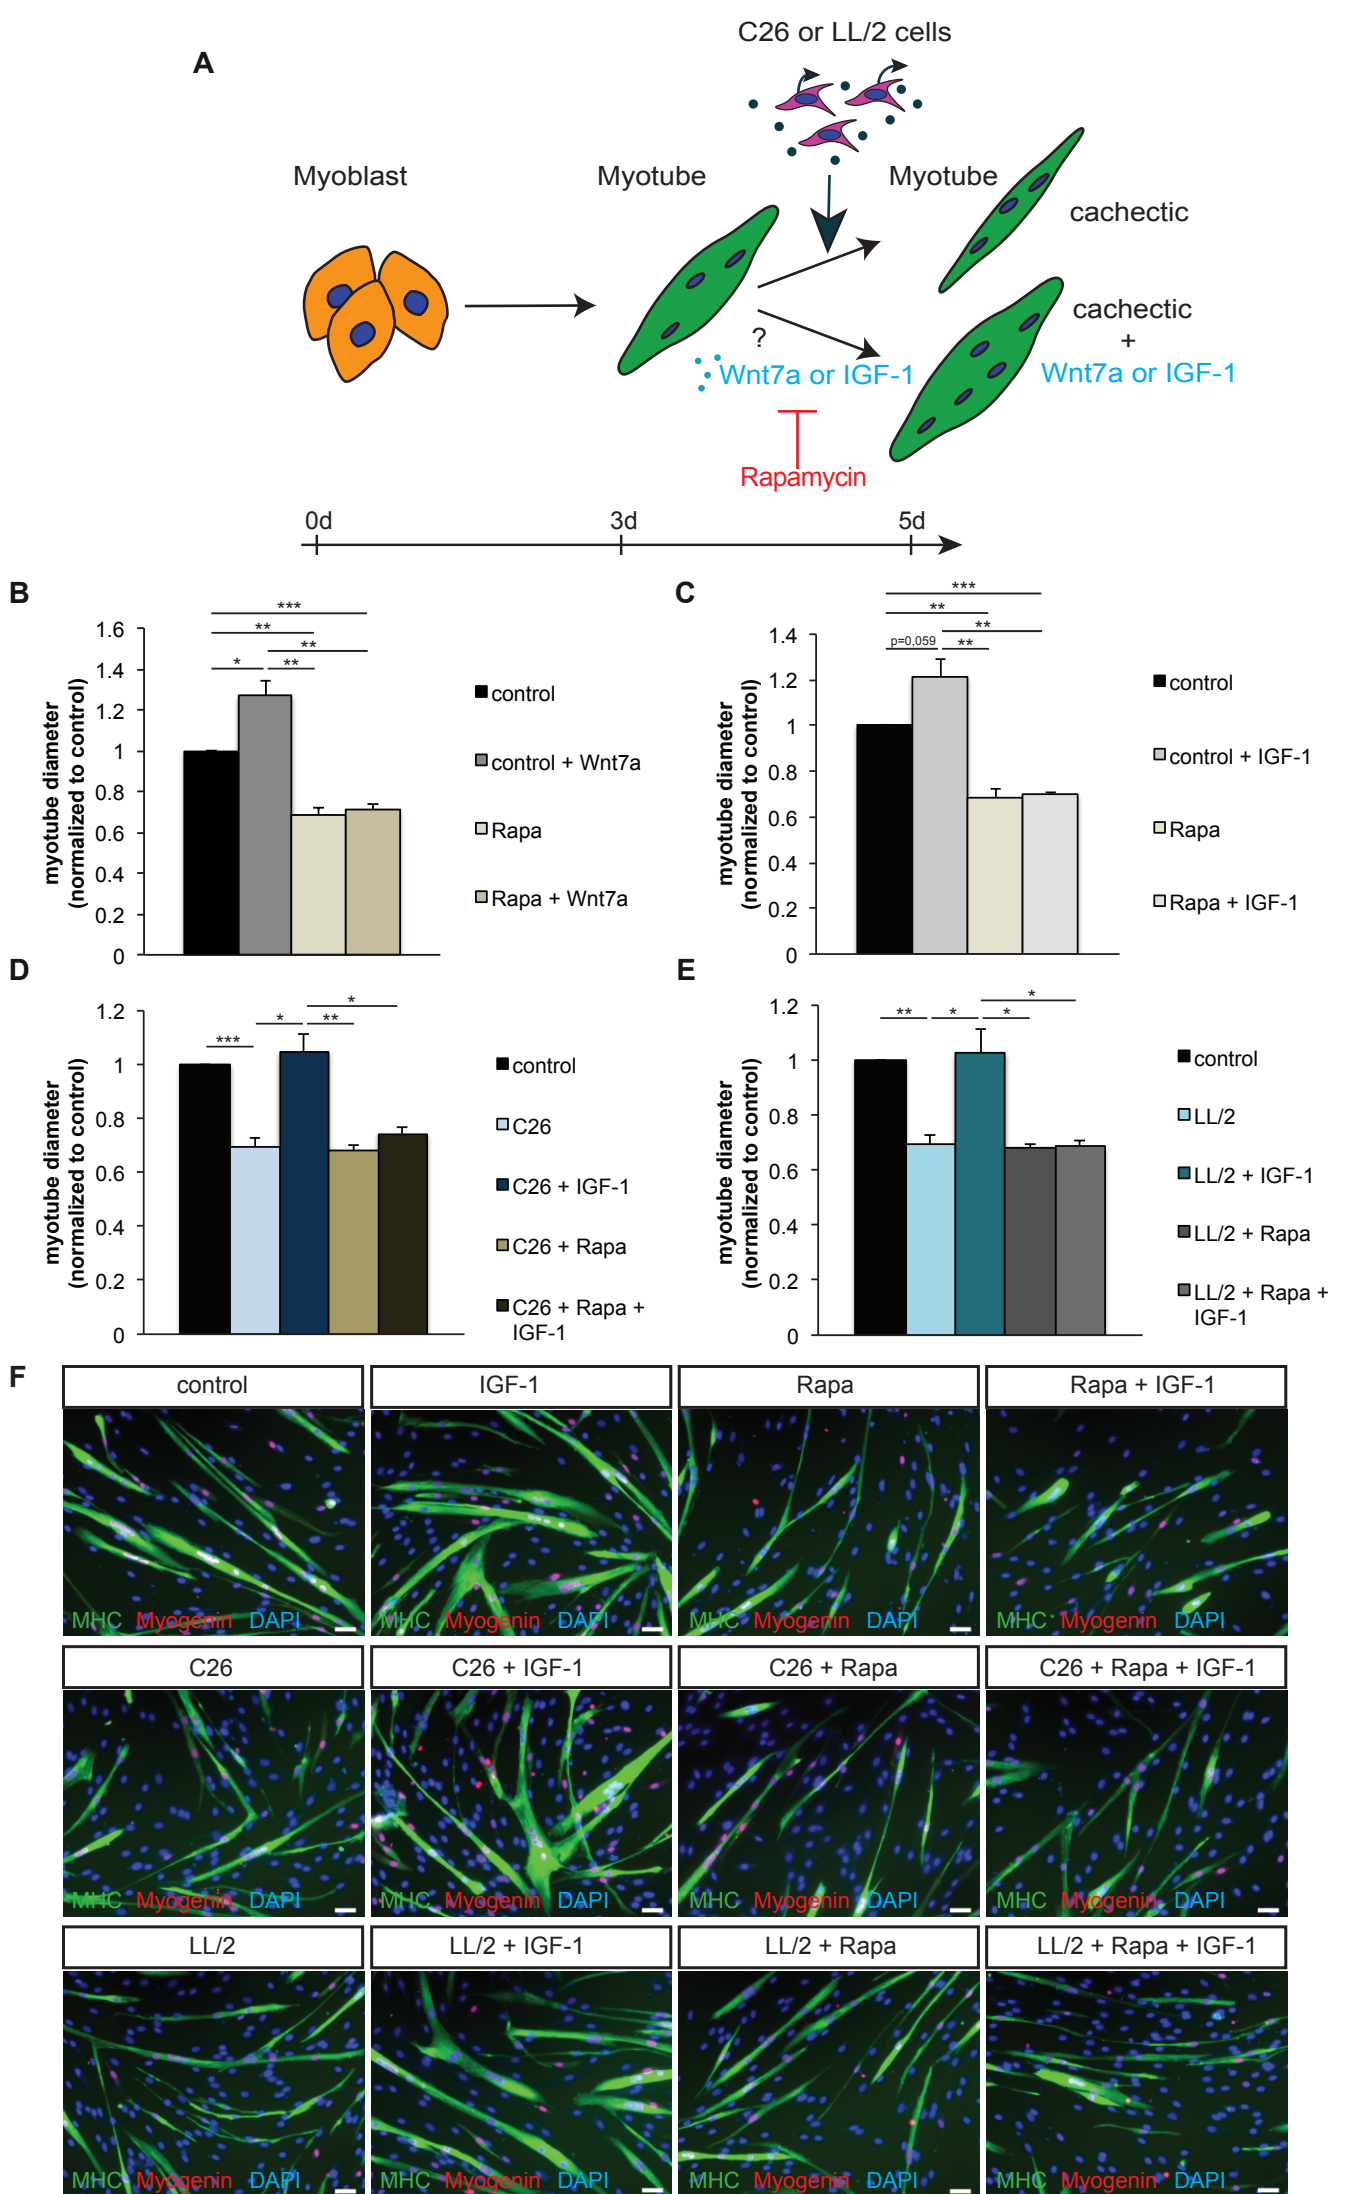 A
C26 or LL/2 cells
Myoblast
Myotube
Myotube
cachectic
cachectic
+
Wnt7a or IGF-1
?
Wnt7a or IGF-1
Rapamycin
0d
3d
5d
B
myotube diameter
(normalized to control)
1.6
1.4
1.2
1
0.8
0.6
0.4
0.2
0
***
**
**
*
**
control
control + Wnt7a
Rapa
Rapa + Wnt7a
C
myotube diameter
(normalized to control)
1.4
1.2
1
0.8
0.6
0.4
0.2
0
***
**
**
p=0,059
**
control
control + IGF-1
Rapa
Rapa + IGF-1
D
myotube diameter
(normalized to control)
1.2
1
0.8
0.6
0.4
0.2
0
*
*
**
***
control
C26
C26 + IGF-1
C26 + Rapa
C26 + Rapa +
IGF-1
E
myotube diameter
(normalized to control)
1.2
1
0.8
0.6
0.4
0.2
0
*
**
*
*
control
LL/2
LL/2 + IGF-1
LL/2 + Rapa
LL/2 + Rapa +
IGF-1
F
control
IGF-1
Rapa
Rapa + IGF-1
MHC Myogenin DAPI
MHC Myogenin DAPI
MHC Myogenin DAPI
MHC Myogenin DAPI
C26
C26 + IGF-1
C26 + Rapa
C26 + Rapa + IGF-1
MHC Myogenin DAPI
MHC Myogenin DAPI
MHC Myogenin DAPI
MHC Myogenin DAPI
LL/2
LL/2 + IGF-1
LL/2 + Rapa
LL/2 + Rapa + IGF-1
MHC Myogenin DAPI
MHC Myogenin DAPI
MHC Myogenin DAPI
MHC Myogenin DAPI